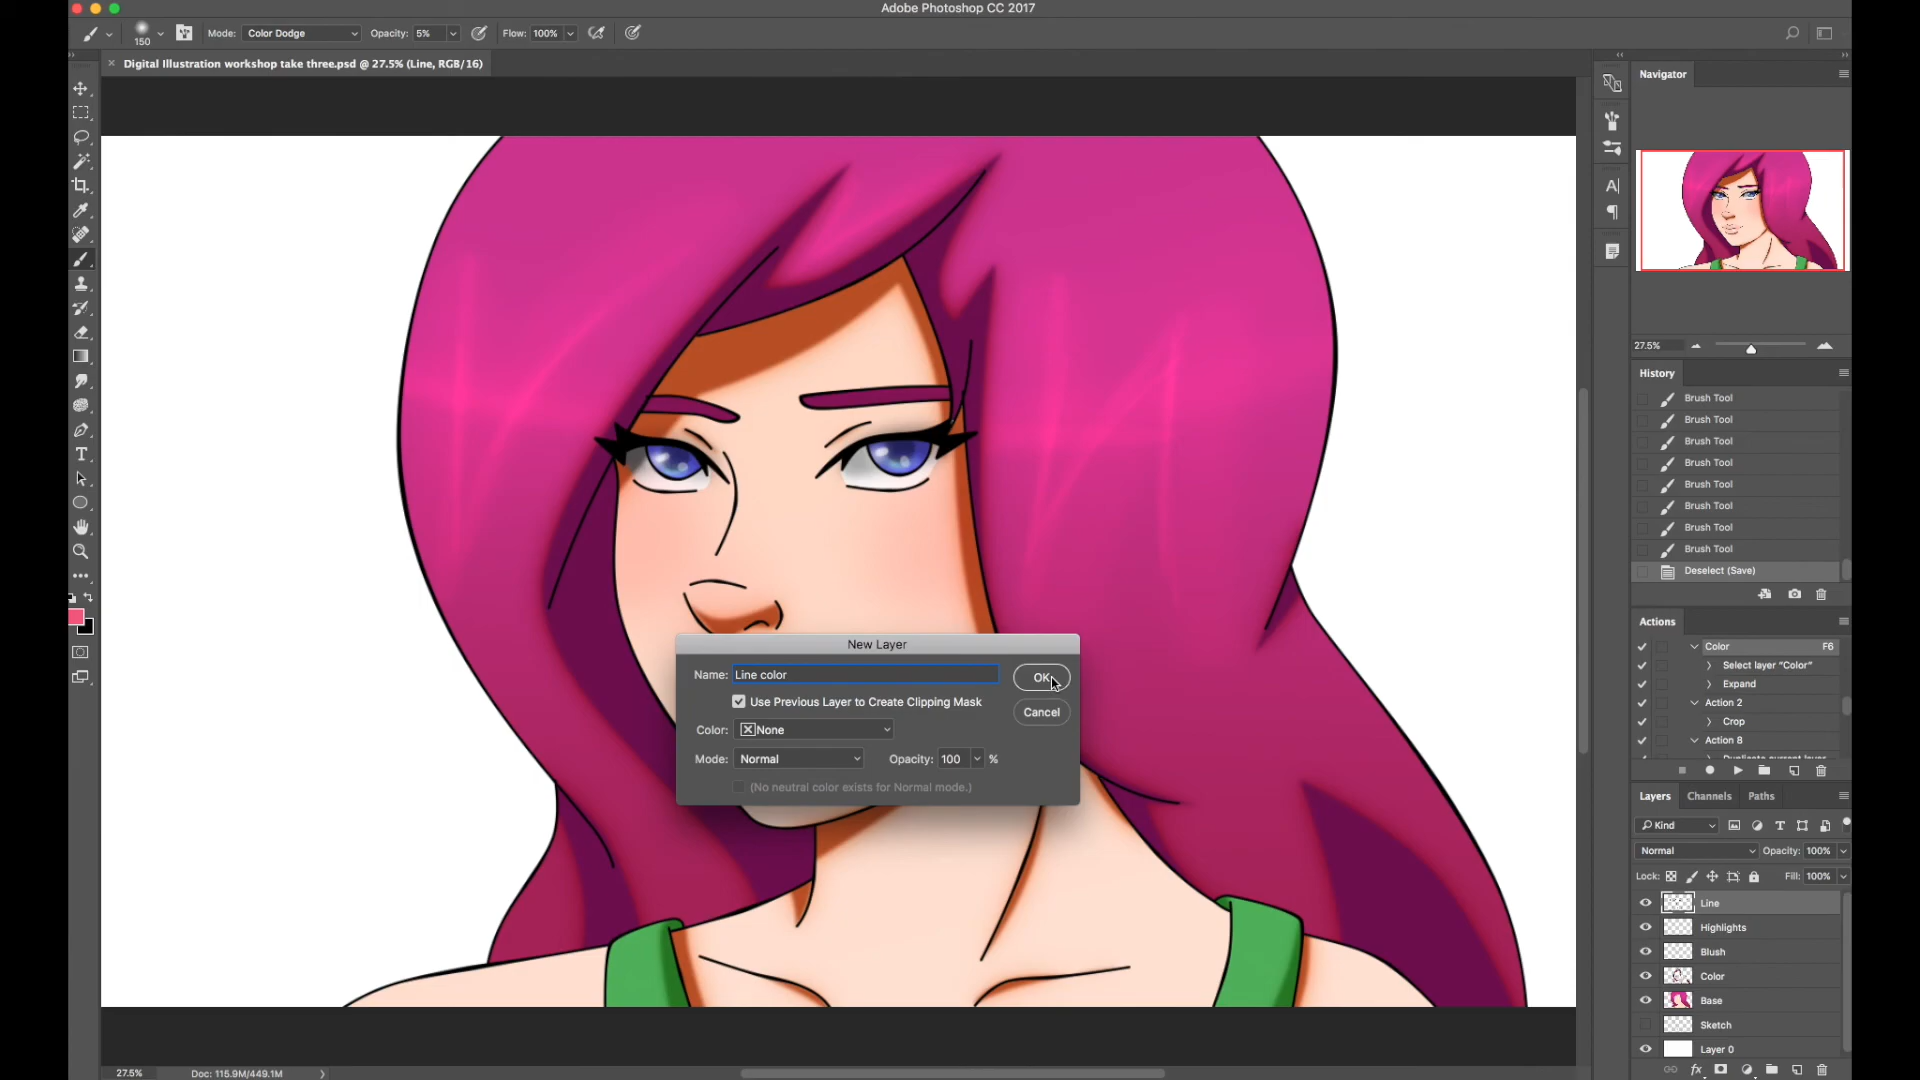 Adobe Photoshop CC 2017
150
Mode: Color Dodge Opacity: 5% Flow: 100%
Digital Illustration workshop take three.psd @ 27.5% (Line, RGB/16)
Navigator
27.5%
History
Brush Tool
Brush Tool
Brush Tool
Brush Tool
Brush Tool
Brush Tool
Brush Tool
Brush Tool
Deselect (Save)
Actions
Color F6
Select layer "Color"
Expand
Action 2
Crop
Action 8
Duplicate current layer
New Layer
Name: Line color
OK
Use Previous Layer to Create Clipping Mask
Cancel
Color: None
Mode: Normal Opacity: 100 %
(No neutral color exists for Normal mode.)
Layers Channels Paths
Kind
Normal Opacity: 100%
Lock: Fill: 100%
Line
Highlights
Blush
Color
Base
Sketch
Layer 0
27.5% Doc: 115.9M/449.1M